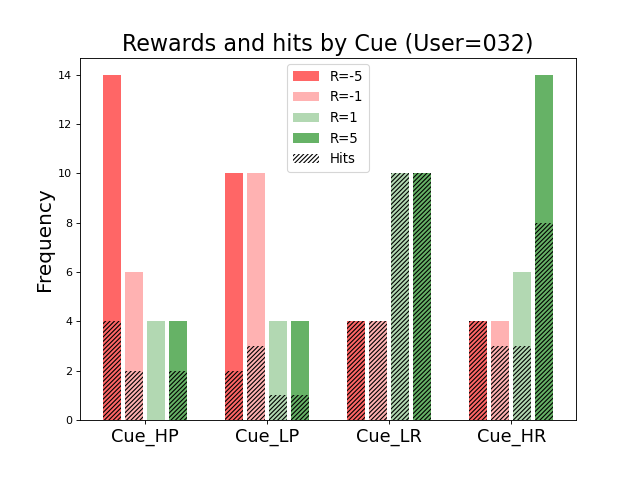 Rewards and hits by Cue (User=032)
R=-5
R=-1
R=1
R=5
Hits
Frequency
14
12
10
8
6
4
2
0
Cue_HP Cue_LP Cue_LR Cue_HR